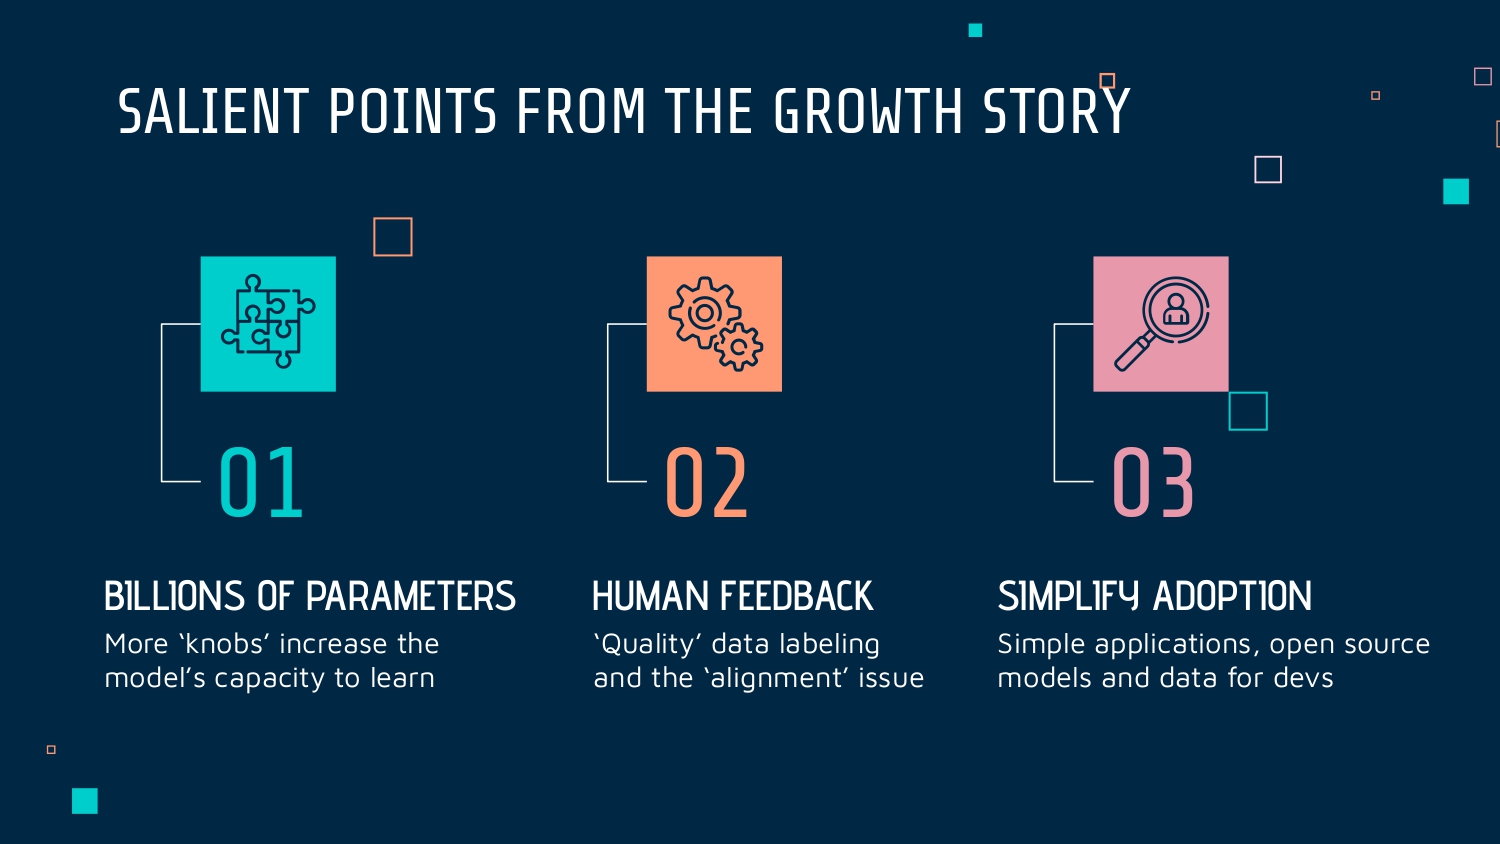 SALIENT POINTS FROM THE GROWTH STORY
01
02
03
BILLIONS OF PARAMETERS
More ‘knobs’ increase the
model’s capacity to learn
HUMAN FEEDBACK
‘Quality’ data labeling
and the ‘alignment’ issue
SIMPLIFY ADOPTION
Simple applications, open source
models and data for devs